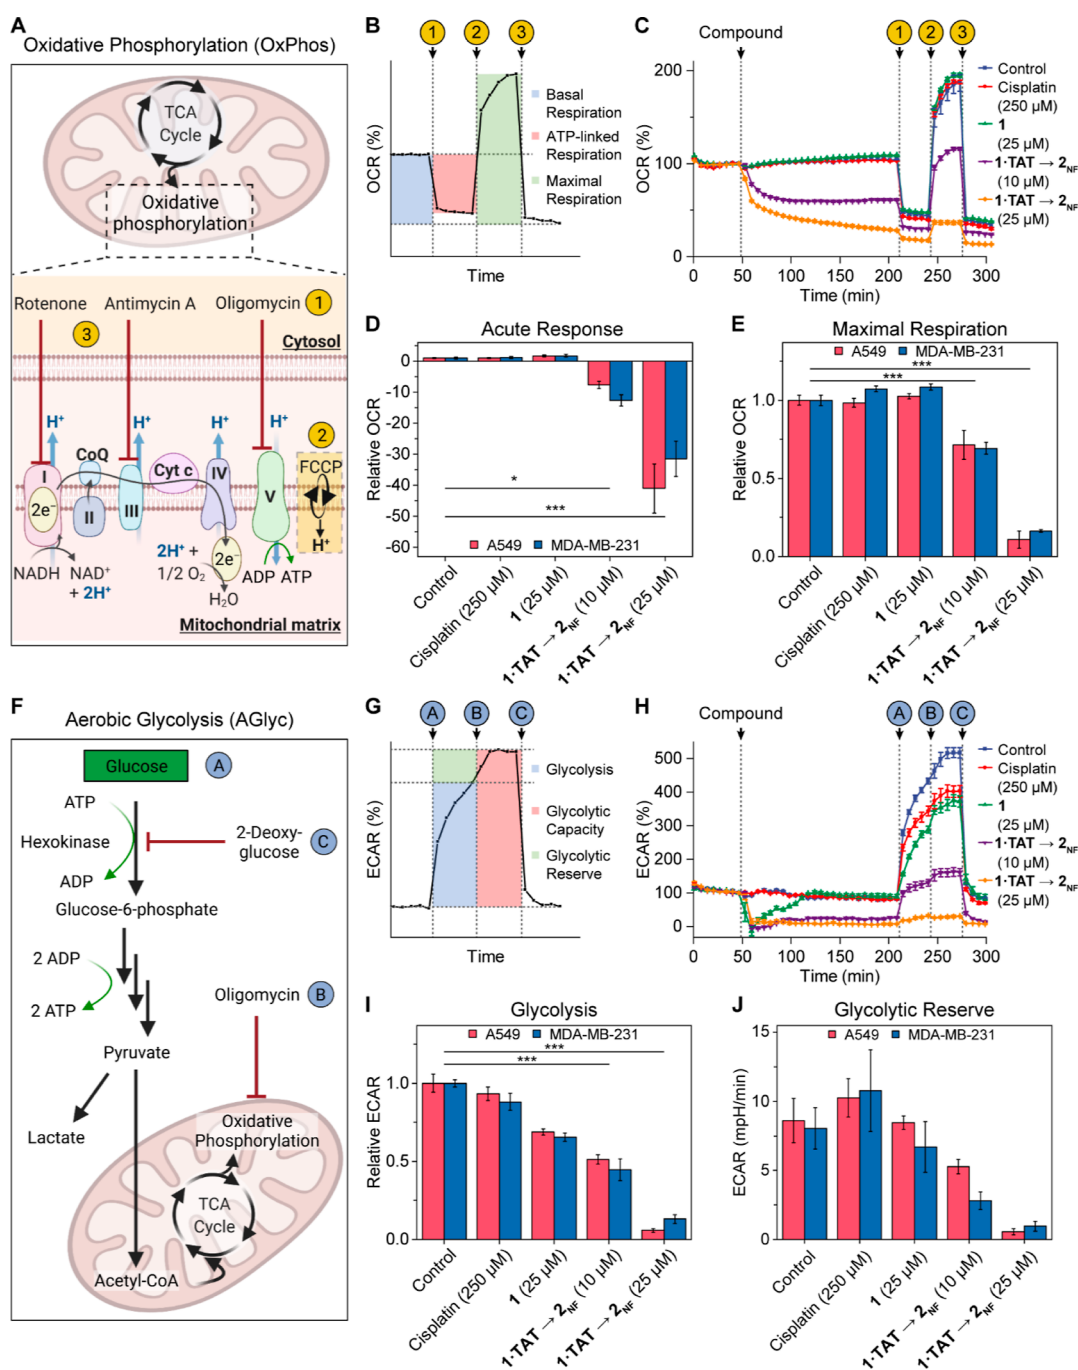 A
Oxidative Phosphorylation (OxPhos)
TCA
Cycle
Oxidative
phosphorylation
Rotenone
Antimycin A
Oligomycin
1
3
Cytosol
H⁺
H⁺
H⁺
H⁺
2
I
CoQ
Cyt c
IV
FCCP
2e⁻
II
III
V
H⁺
NADH
NAD⁺
+ 2H⁺
2H⁺ +
1/2 O₂
2e⁻
H₂O
ADP
ATP
Mitochondrial matrix
B
1
2
3
OCR (%)
Time
Basal
Respiration
ATP-linked
Respiration
Maximal
Respiration
C
Compound
1
2
3
OCR (%)
200
100
0
0
50
100
150
200
250
300
Time (min)
Control
Cisplatin
(250 µM)
1
(25 µM)
1·TAT → 2NF
(10 µM)
1·TAT → 2NF
(25 µM)
D
Acute Response
Relative OCR
0
-10
-20
-30
-40
-50
-60
*
***
A549
MDA-MB-231
Control
Cisplatin (250 µM)
1 (25 µM)
1·TAT → 2NF (10 µM)
1·TAT → 2NF (25 µM)
E
Maximal Respiration
A549
MDA-MB-231
***
***
Relative OCR
1.0
0.5
0.0
Control
Cisplatin (250 µM)
1 (25 µM)
1·TAT → 2NF (10 µM)
1·TAT → 2NF (25 µM)
F
Aerobic Glycolysis (AGlyc)
Glucose
A
ATP
Hexokinase
ADP
2-Deoxy-
glucose
C
Glucose-6-phosphate
2 ADP
2 ATP
Oligomycin
B
Pyruvate
Lactate
Oxidative
Phosphorylation
TCA
Cycle
Acetyl-CoA
G
A
B
C
ECAR (%)
Time
Glycolysis
Glycolytic
Capacity
Glycolytic
Reserve
H
Compound
A
B
C
ECAR (%)
500
400
300
200
100
0
0
50
100
150
200
250
300
Time (min)
Control
Cisplatin
(250 µM)
1
(25 µM)
1·TAT → 2NF
(10 µM)
1·TAT → 2NF
(25 µM)
I
Glycolysis
A549
MDA-MB-231
***
***
Relative ECAR
1.0
0.5
0.0
Control
Cisplatin (250 µM)
1 (25 µM)
1·TAT → 2NF (10 µM)
1·TAT → 2NF (25 µM)
J
Glycolytic Reserve
A549
MDA-MB-231
ECAR (mpH/min)
15
10
5
0
Control
Cisplatin (250 µM)
1 (25 µM)
1·TAT → 2NF (10 µM)
1·TAT → 2NF (25 µM)